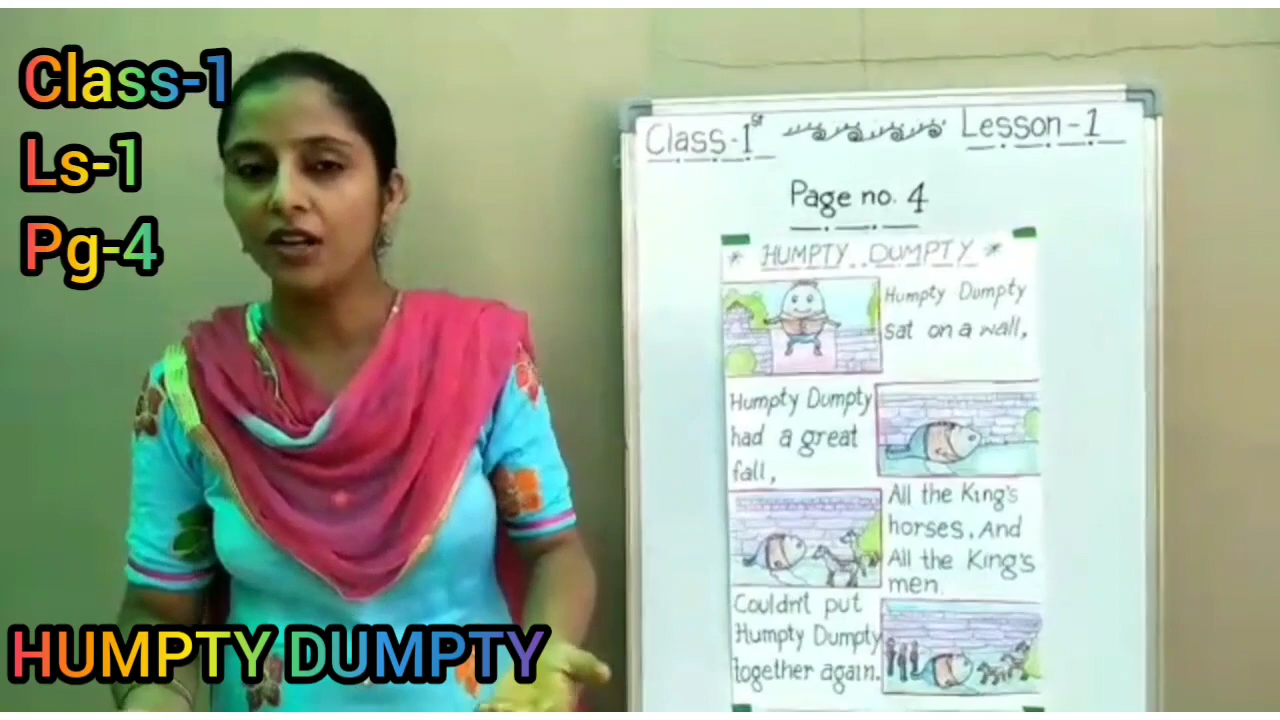 Class-1
Ls-1
Pg-4
HUMPTY DUMPTY
Class-1st
Lesson-1
Page no. 4
* HUMPTY..DUMPTY *
Humpty Dumpty
sat on a wall,
Humpty Dumpty
had a great
fall,
All the King's
horses. And
All the King's
men.
Couldn't put
Humpty Dumpty
together again.